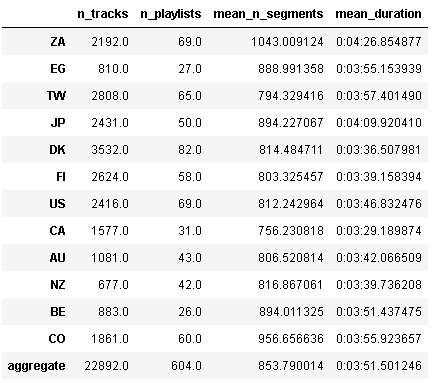 n_tracks n_playlists mean_n_segments mean_duration
ZA 2192.0 69.0 1043.009124 0:04:26.854877
EG 810.0 27.0 888.991358 0:03:55.153939
TW 2808.0 65.0 794.329416 0:03:57.401490
JP 2431.0 50.0 894.227067 0:04:09.920410
DK 3532.0 82.0 814.484711 0:03:36.507981
FI 2624.0 58.0 803.325457 0:03:39.158394
US 2416.0 69.0 812.242964 0:03:46.832476
CA 1577.0 31.0 756.230818 0:03:29.189874
AU 1081.0 43.0 806.520814 0:03:42.066509
NZ 677.0 42.0 816.867061 0:03:39.736208
BE 883.0 26.0 894.011325 0:03:51.437475
CO 1861.0 60.0 956.656636 0:03:55.923657
aggregate 22892.0 604.0 853.790014 0:03:51.501246